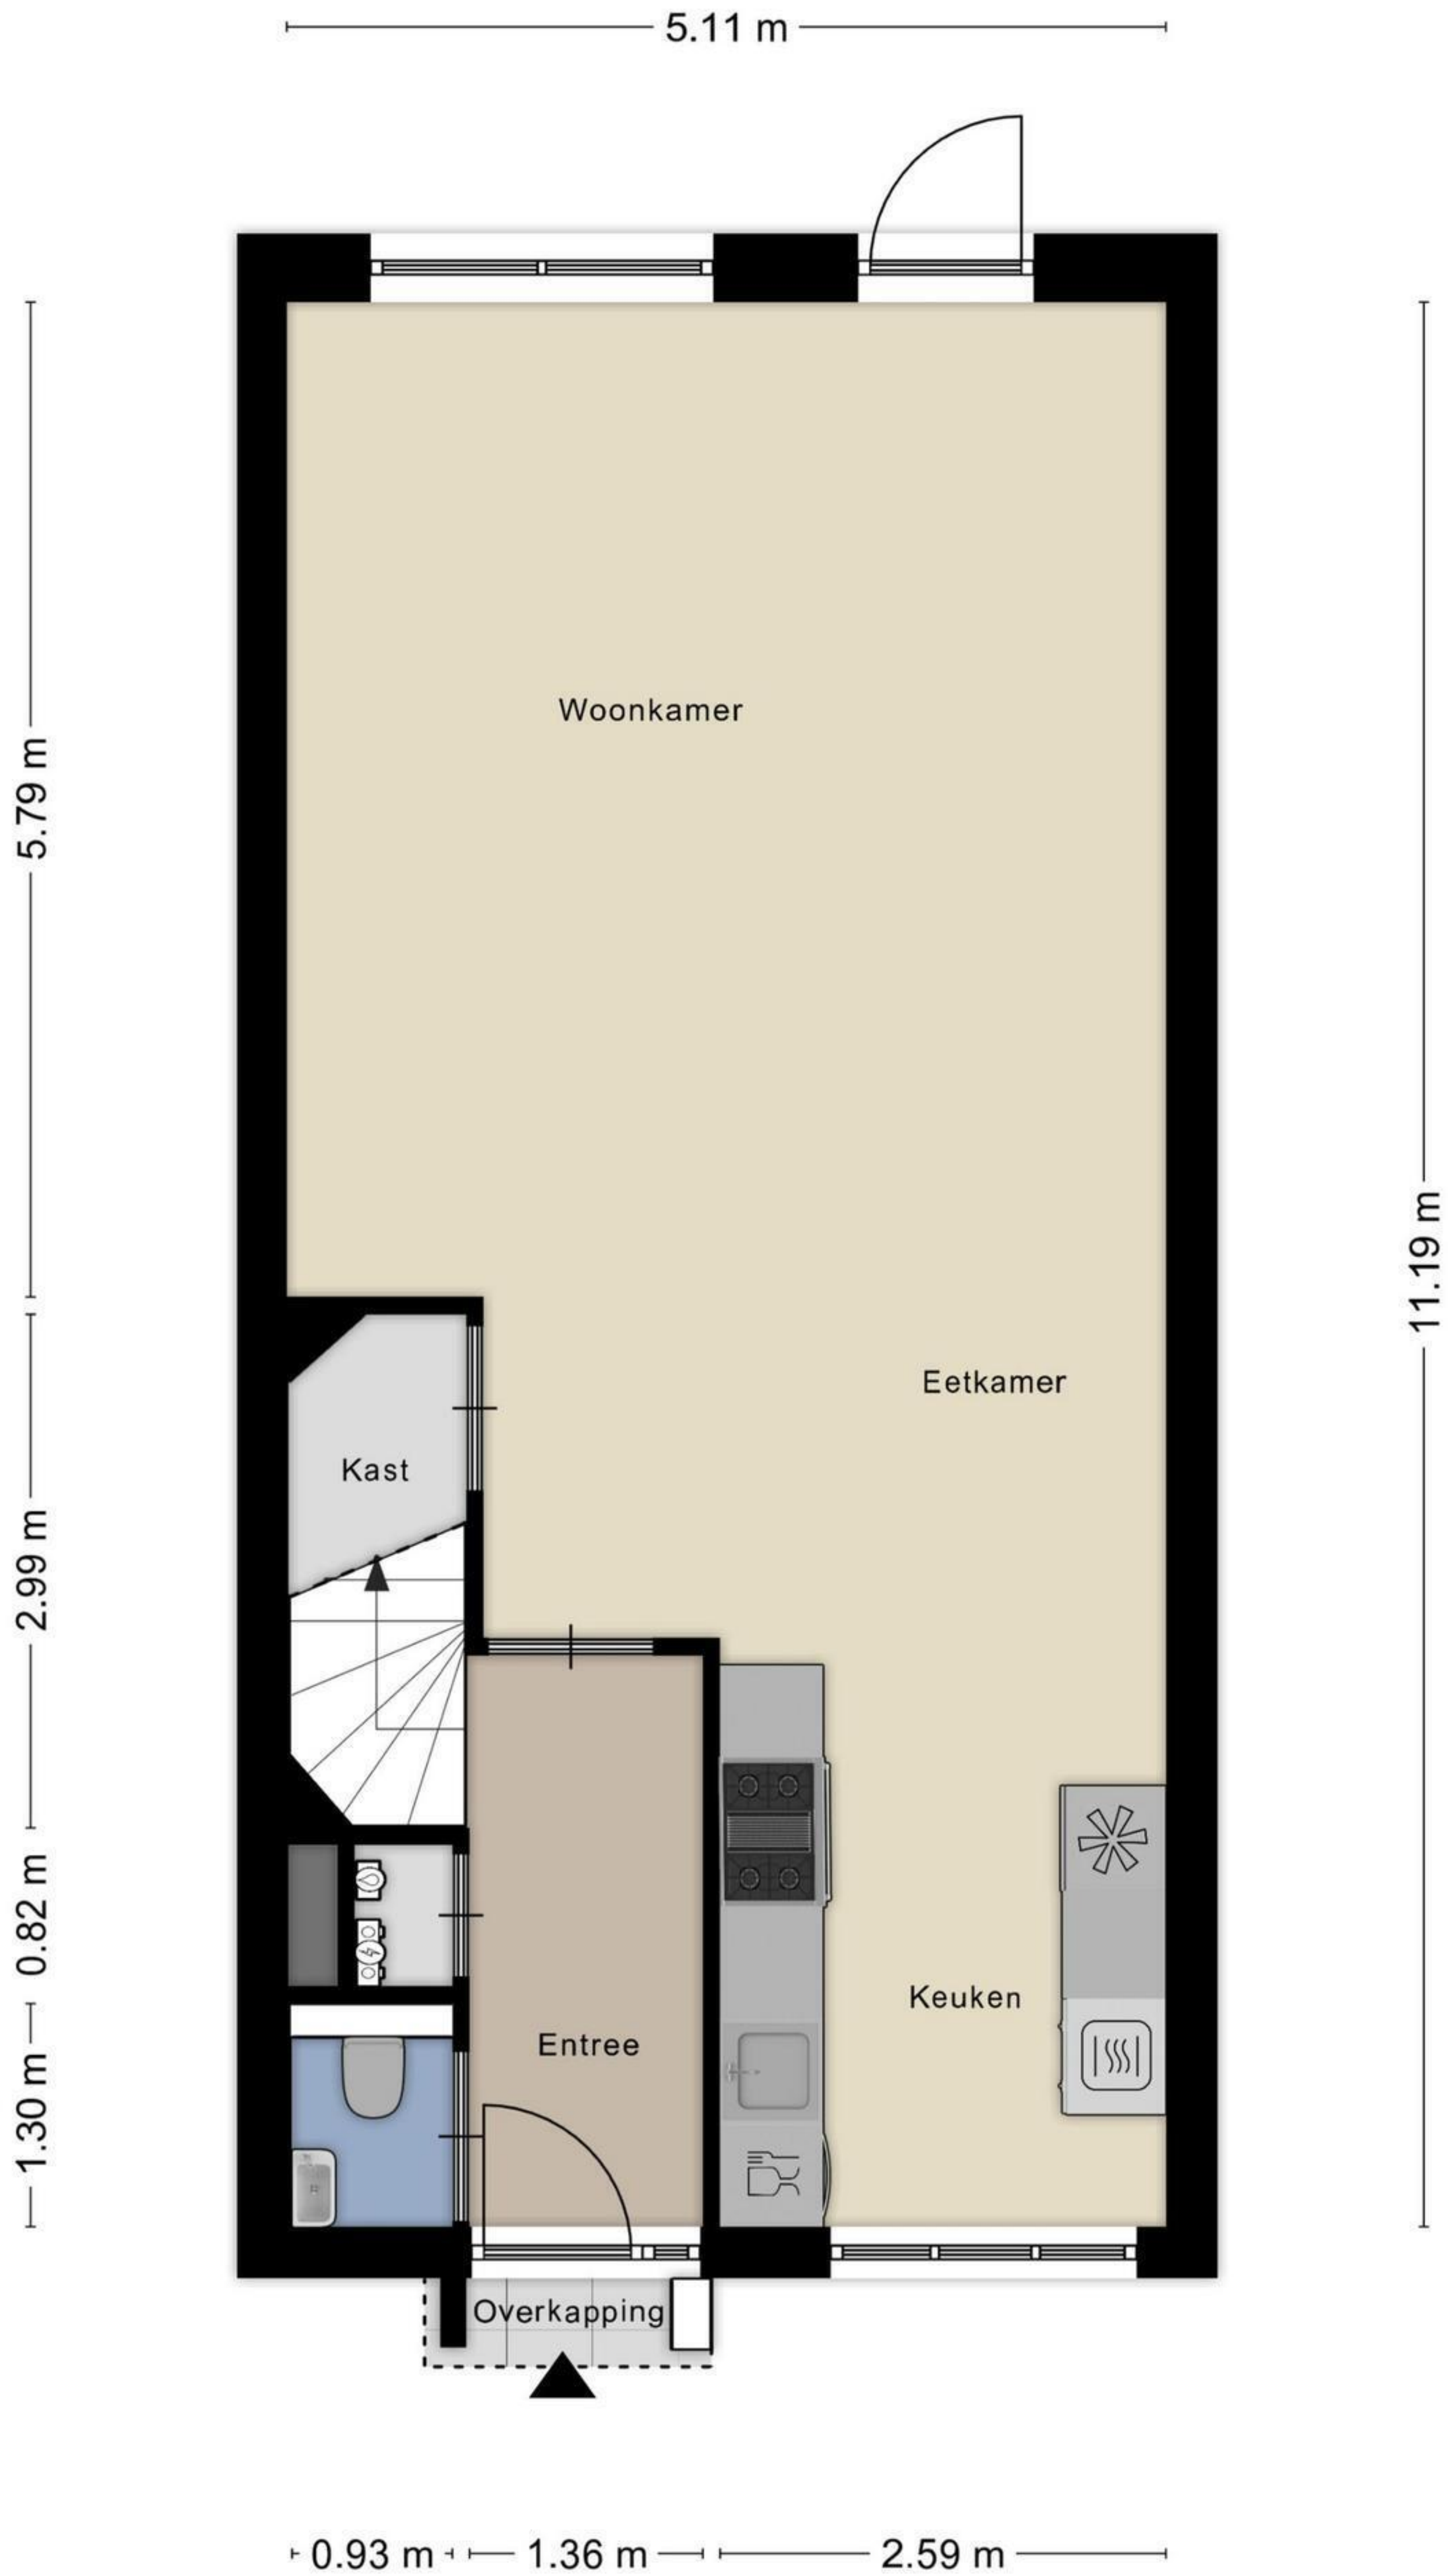 5.11 m
Woonkamer
5.79 m
11.19 m
Eetkamer
Kast
2.99 m
0.82 m
Keuken
Entree
1.30 m
Overkapping
0.93 m
1.36 m
2.59 m